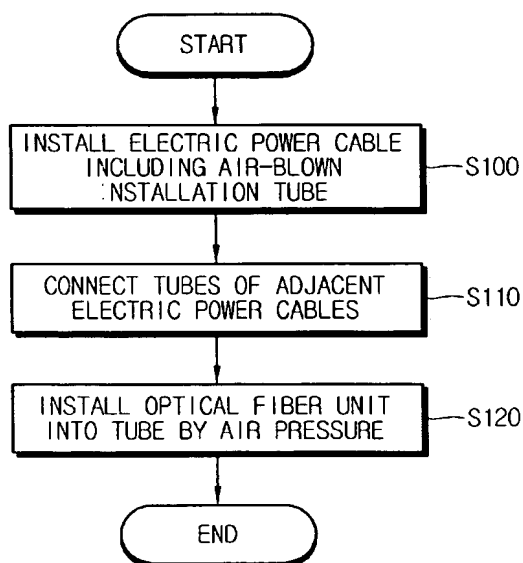 START
INSTALL ELECTRIC POWER CABLE
INCLUDING AIR-BLOWN
INSTALLATION TUBE
S100
CONNECT TUBES OF ADJACENT
ELECTRIC POWER CABLES
S110
INSTALL OPTICAL FIBER UNIT
INTO TUBE BY AIR PRESSURE
S120
END